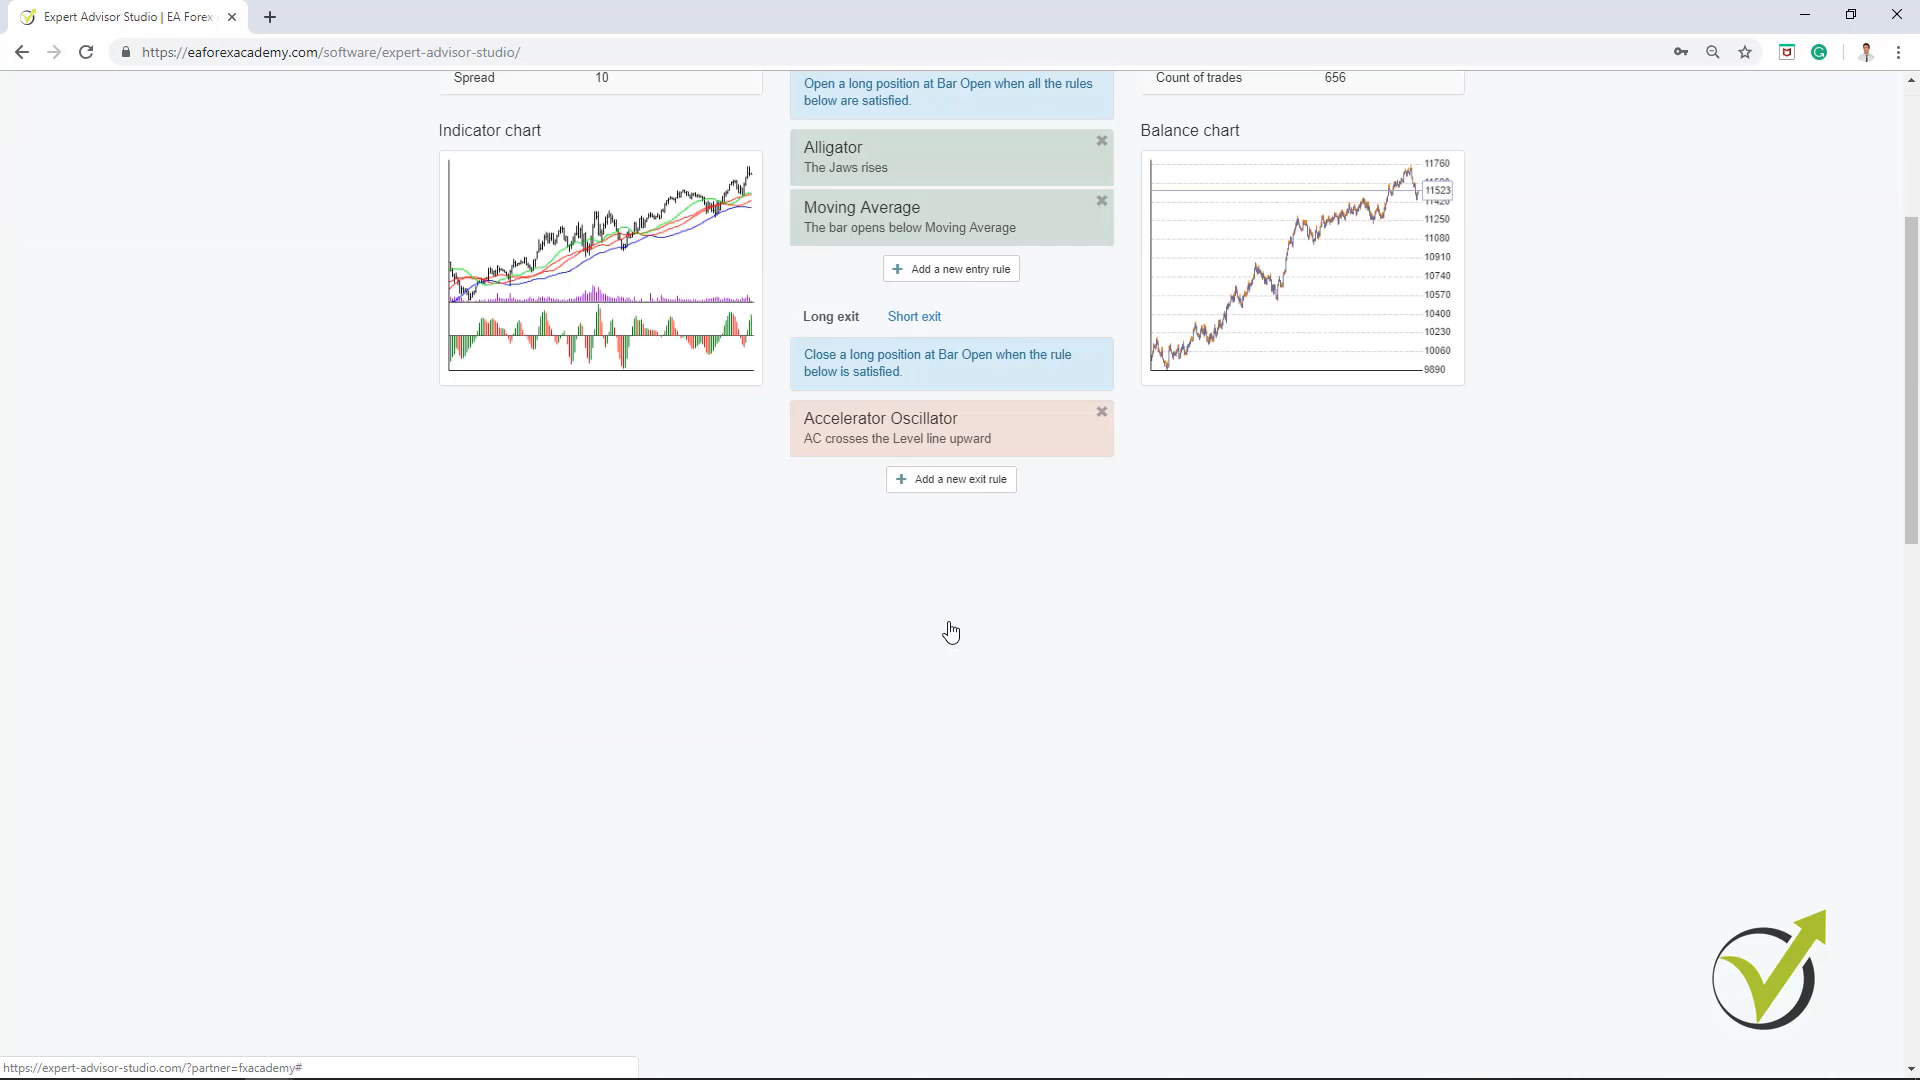 Expert Advisor Studio | EA Forex
https://eaforexacademy.com/software/expert-advisor-studio/
Spread 10
Open a long position at Bar Open when all the rules
below are satisfied.
Count of trades 656
Indicator chart
Balance chart
Alligator
The Jaws rises
Moving Average
The bar opens below Moving Average
+ Add a new entry rule
Long exit Short exit
Close a long position at Bar Open when the rule
below is satisfied.
Accelerator Oscillator
AC crosses the Level line upward
+ Add a new exit rule
11760
11523
11420
11250
11080
10910
10740
10570
10400
10230
10060
9890
https://expert-advisor-studio.com/?partner=fxacademy#